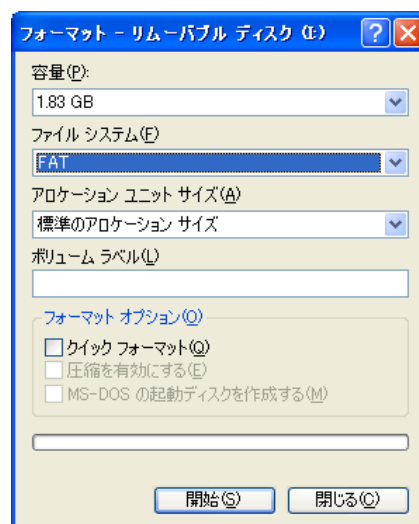 フォーマット - リムーバブル ディスク (I:)
容量(P):
1.83 GB
ファイル システム(F)
FAT
アロケーション ユニット サイズ(A)
標準のアロケーション サイズ
ボリューム ラベル(L)
フォーマット オプション(O)
クイック フォーマット(Q)
圧縮を有効にする(E)
MS-DOS の起動ディスクを作成する(M)
開始(S)
閉じる(C)